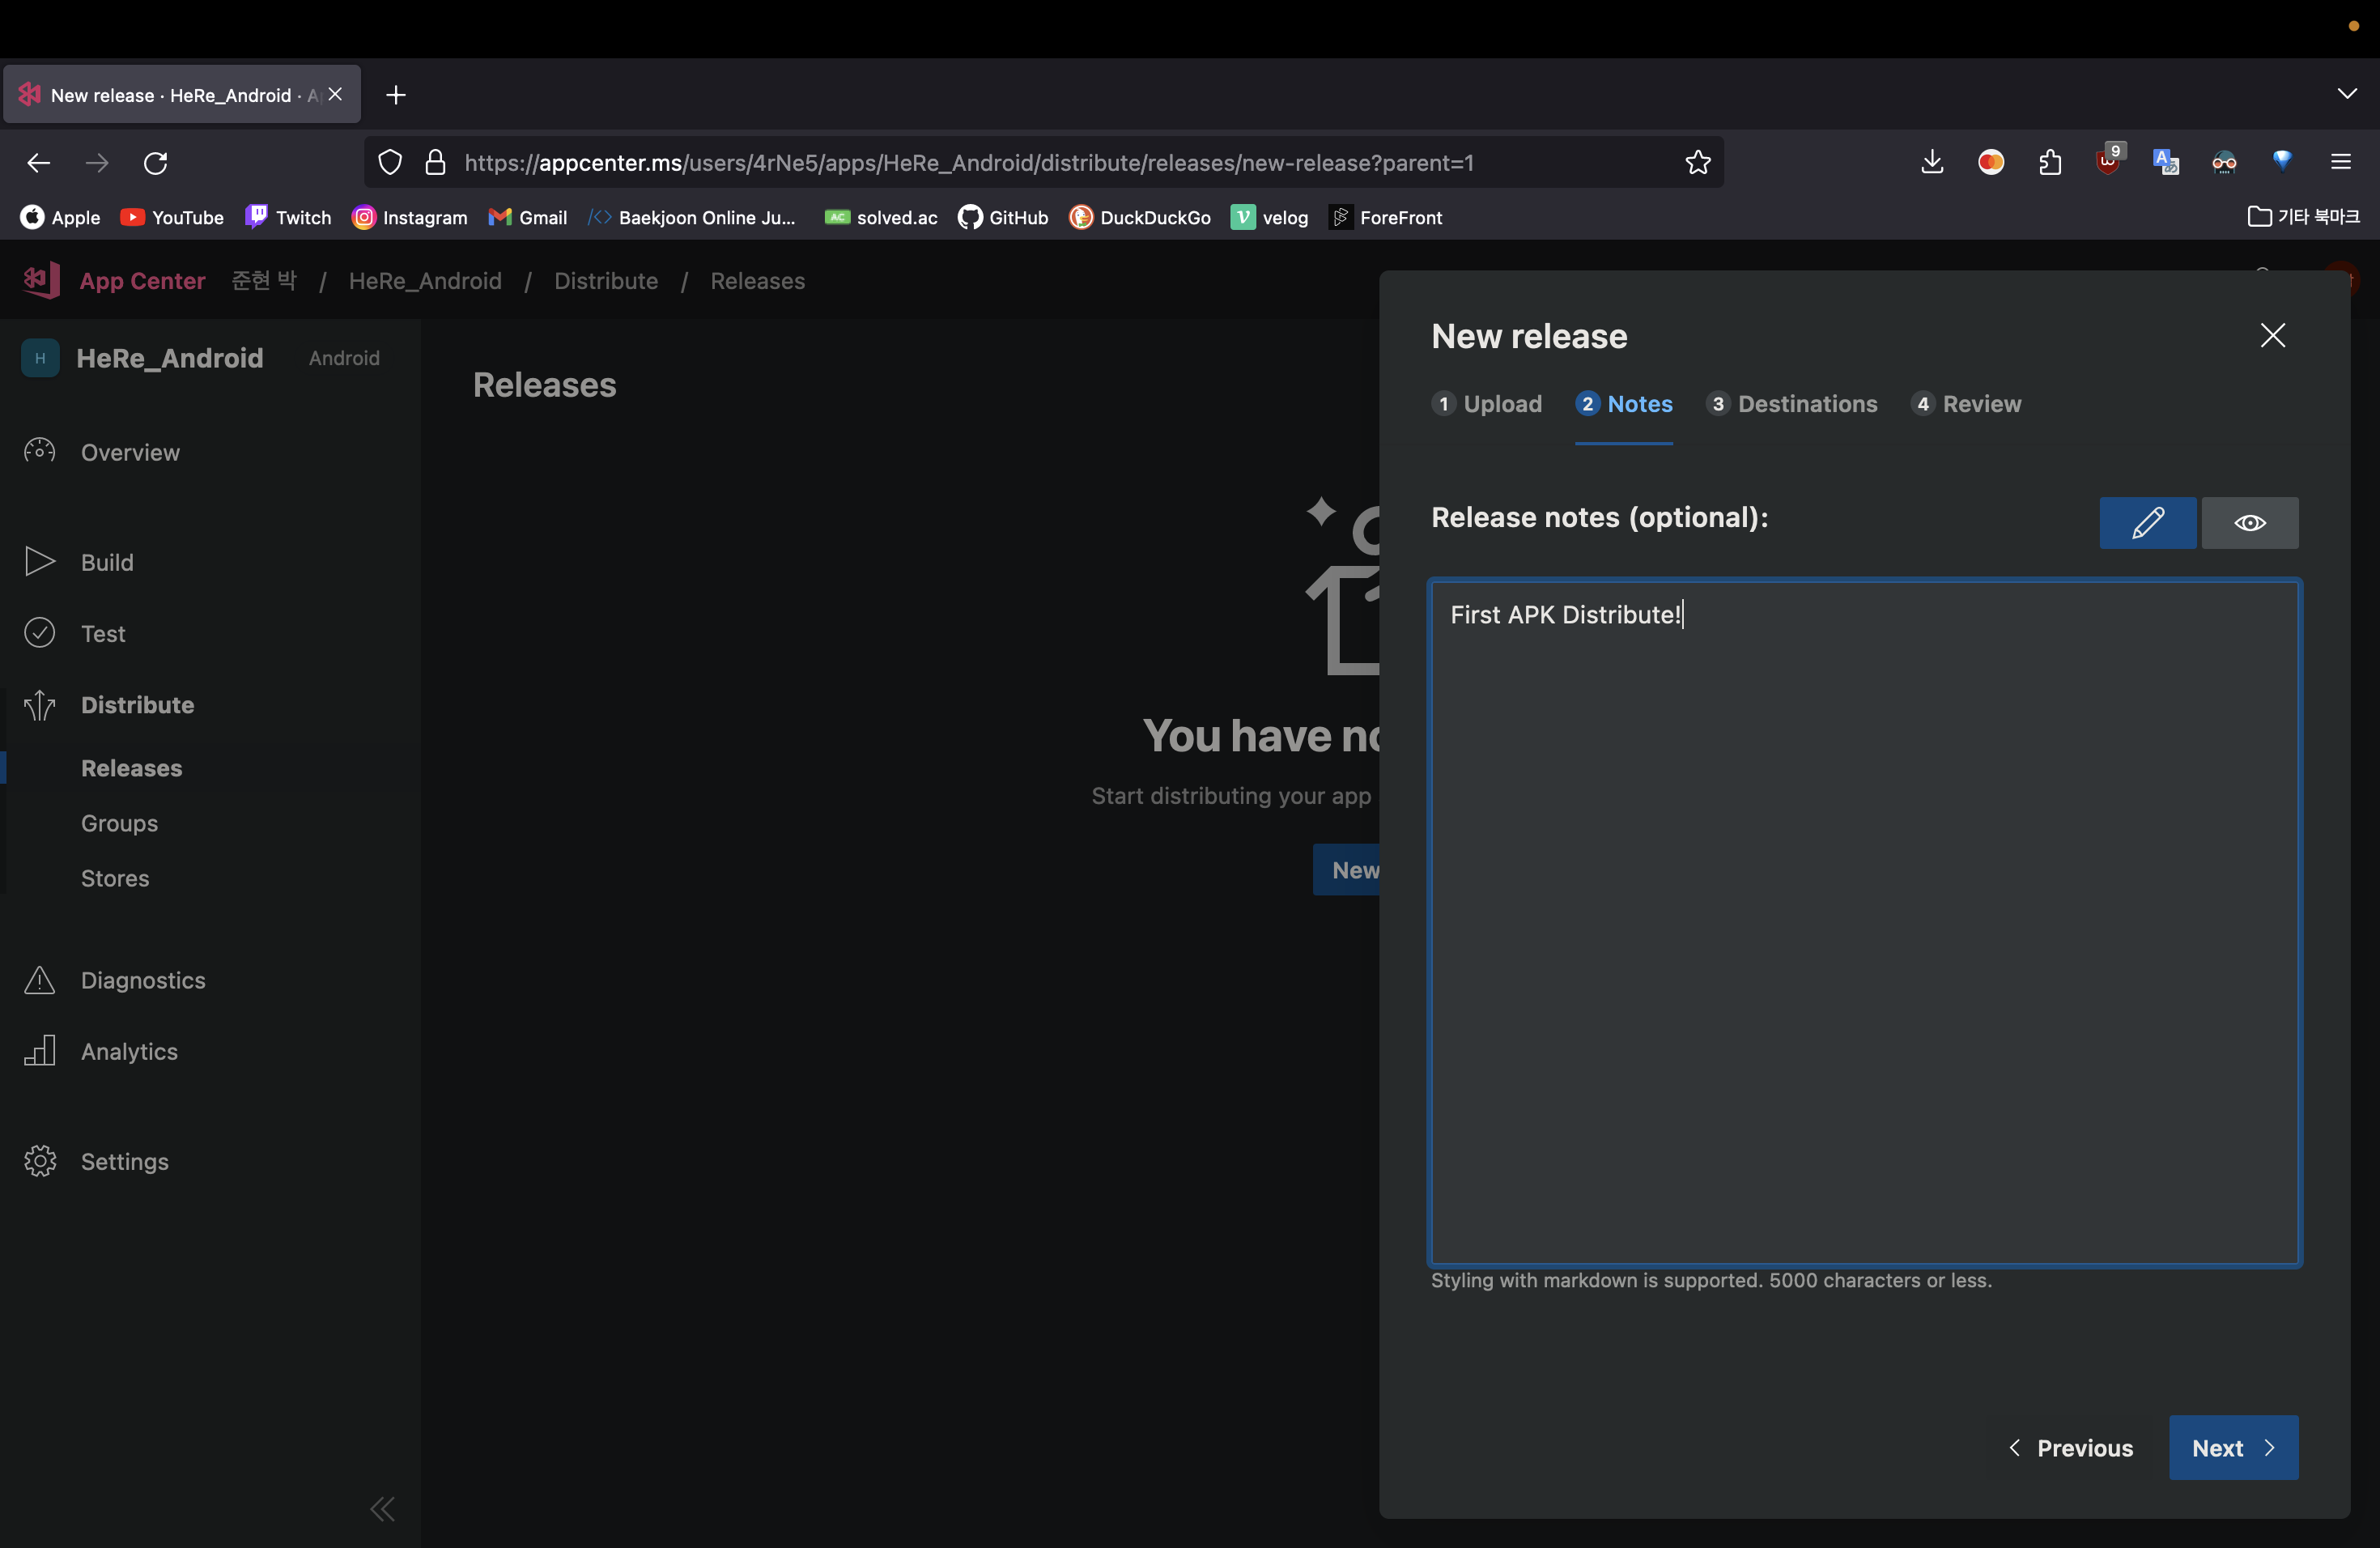 New release · HeRe_Android ·
https://appcenter.ms/users/4rNe5/apps/HeRe_Android/distribute/releases/new-release?parent=1
9
Apple YouTube Twitch Instagram Gmail Baekjoon Online Ju... solved.ac GitHub DuckDuckGo velog ForeFront 기타 북마크
App Center 준현 박 / HeRe_Android / Distribute / Releases
H HeRe_Android Android
Overview
Build
Test
Distribute
Releases
Groups
Stores
Diagnostics
Analytics
Settings
Releases
You have
Start distributing your app
New
New release
1 Upload 2 Notes 3 Destinations 4 Review
Release notes (optional):
First APK Distribute!
Styling with markdown is supported. 5000 characters or less.
Previous Next